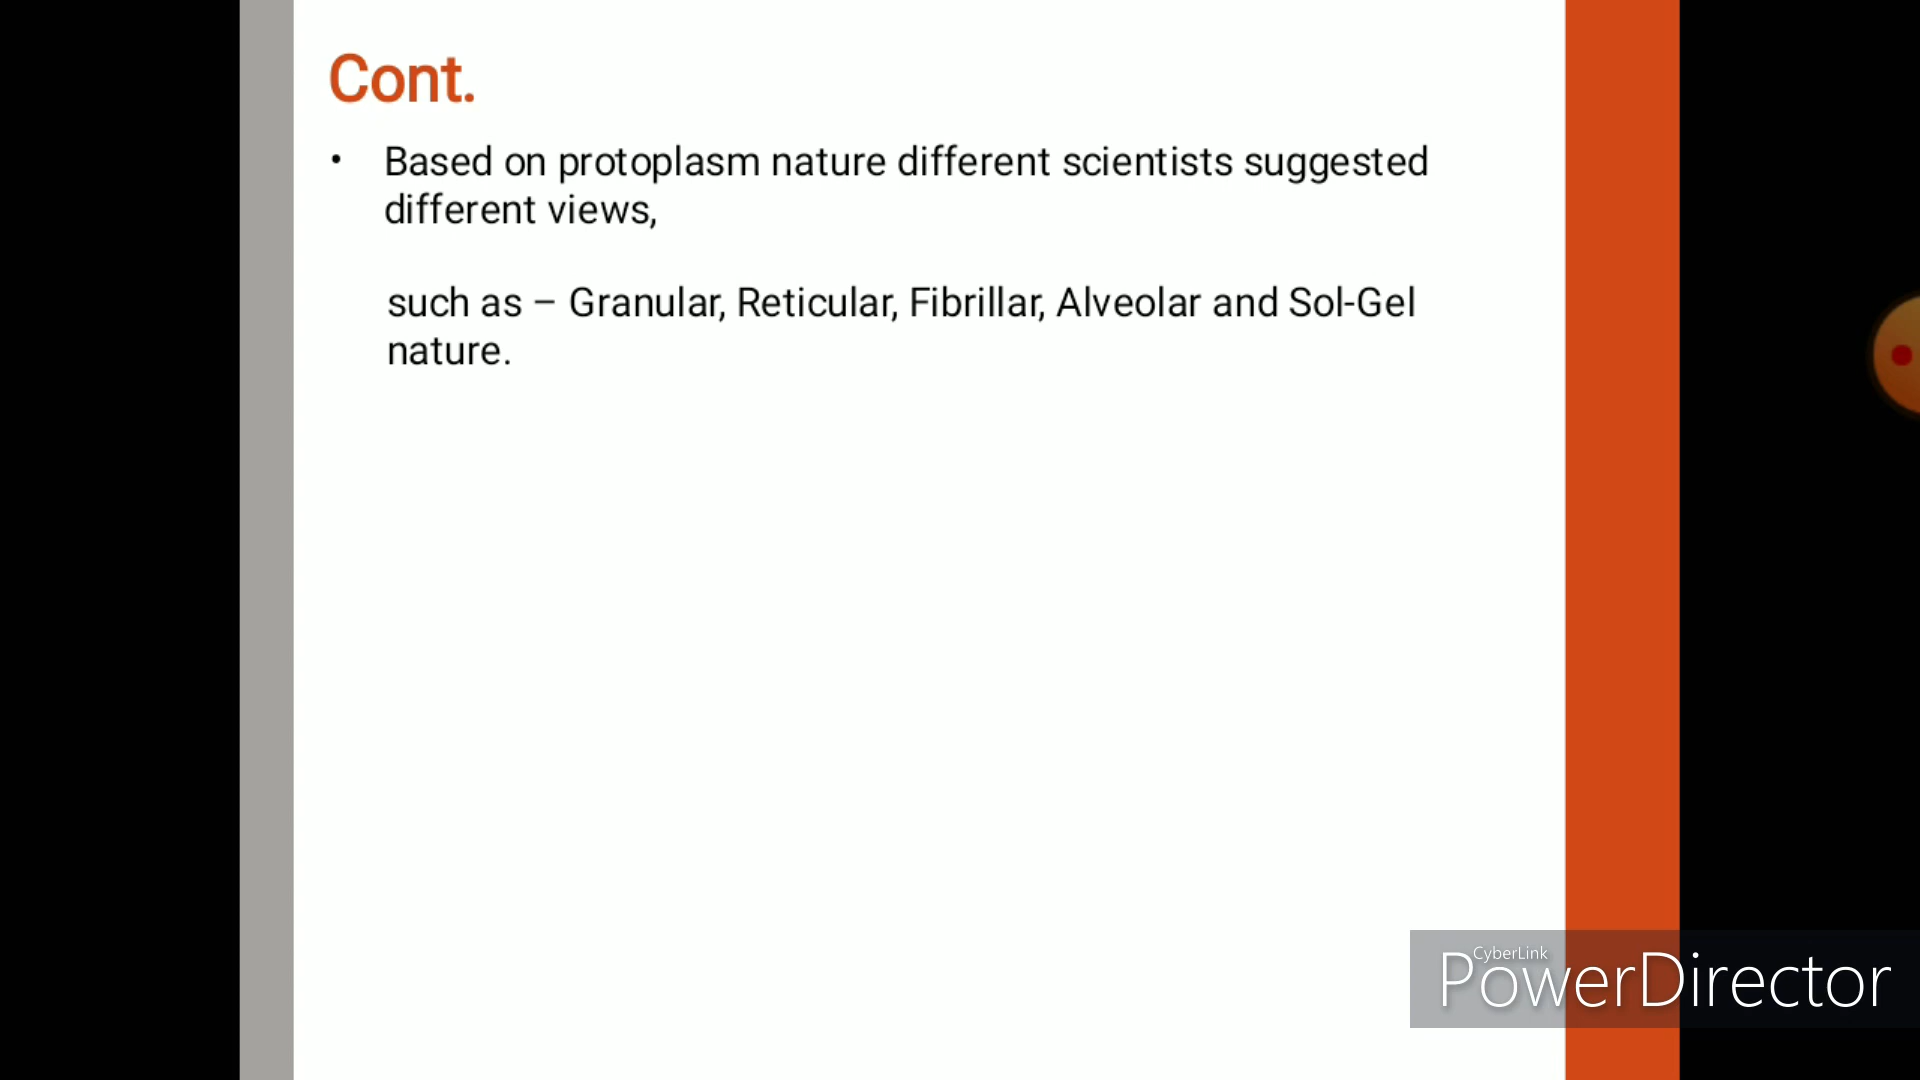 Cont.
• Based on protoplasm nature different scientists suggested
different views,
such as – Granular, Reticular, Fibrillar, Alveolar and Sol-Gel
nature.
CyberLink
PowerDirector